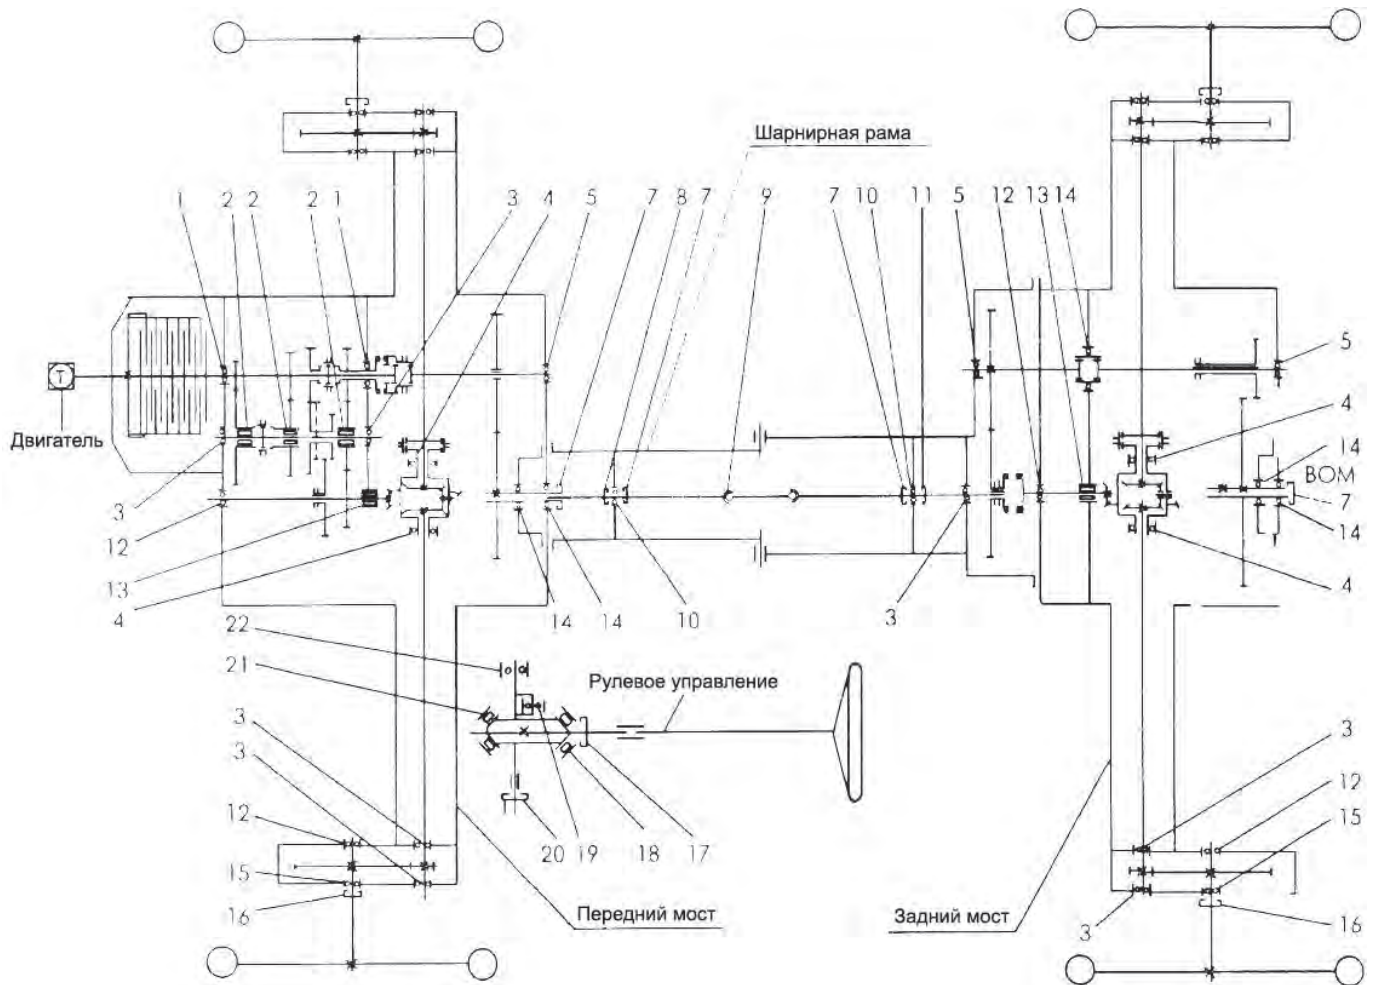 Шарнирная рама
1 2 2 2 1 3 4 5 7 8 7 9 7 10 11 5 12 13 14
5
T
Двигатель
4
14
ВОМ
3
7
12
14
13
4
4
14 14 10 3
22
21
Рулевое управление
3
3
3
12
12
15
20 19 18 17
15
16
Передний мост
Задний мост
3
16